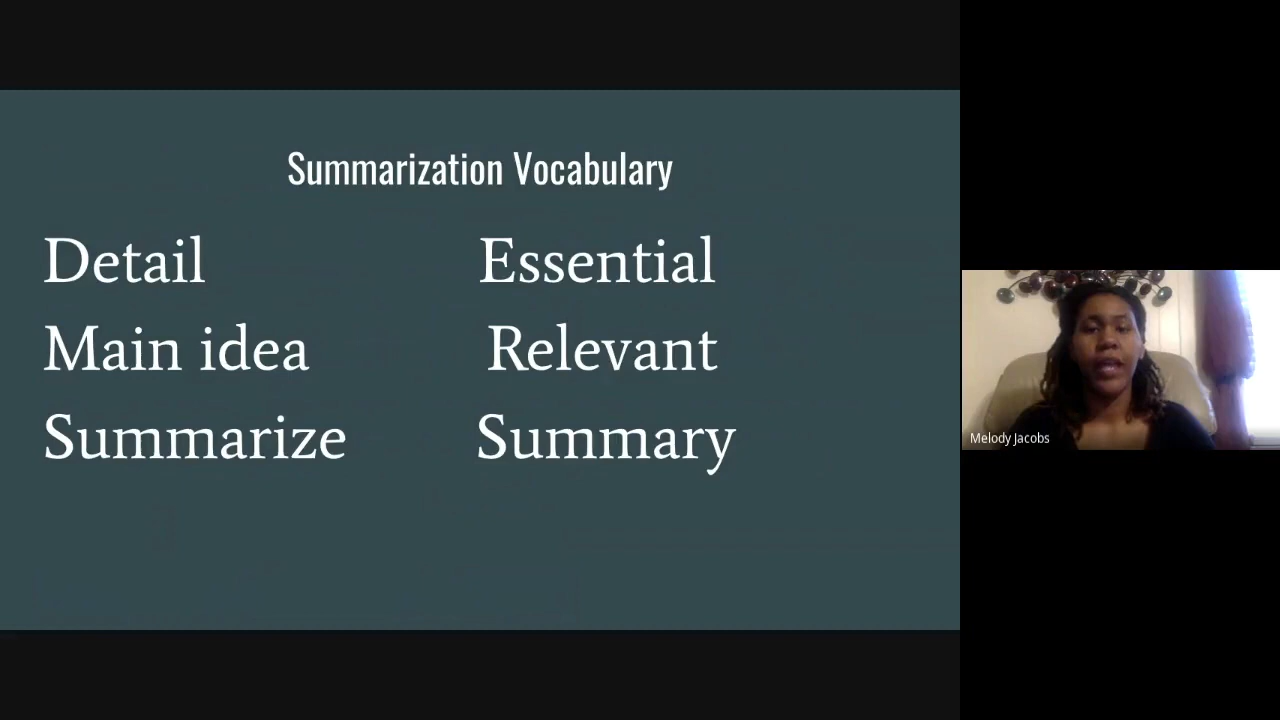 Summarization Vocabulary
Detail Essential
Main idea Relevant
Summarize Summary
Melody Jacobs